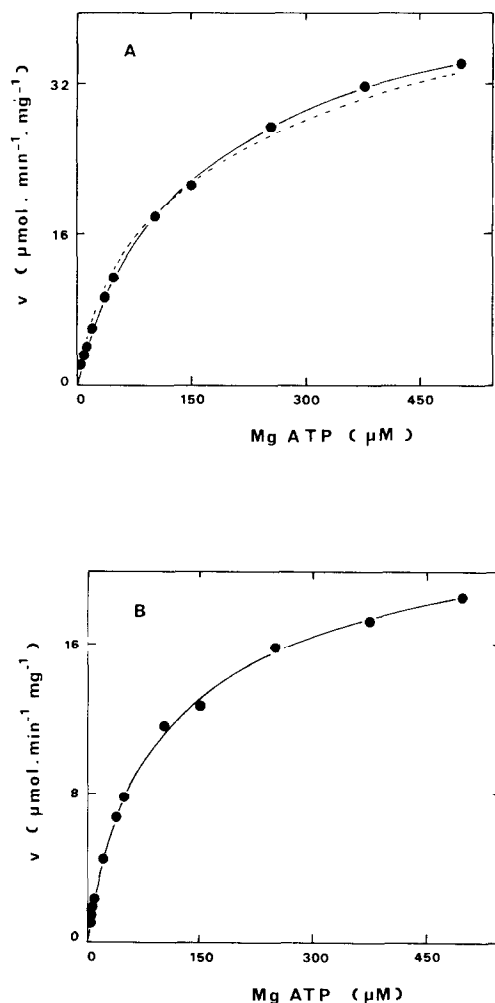 A
32
16
0
v ( μmol. min⁻¹. mg⁻¹ )
0 150 300 450
Mg ATP ( μM )
B
16
8
0
v ( μmol.min⁻¹ mg⁻¹ )
0 150 300 450
Mg ATP ( μM )